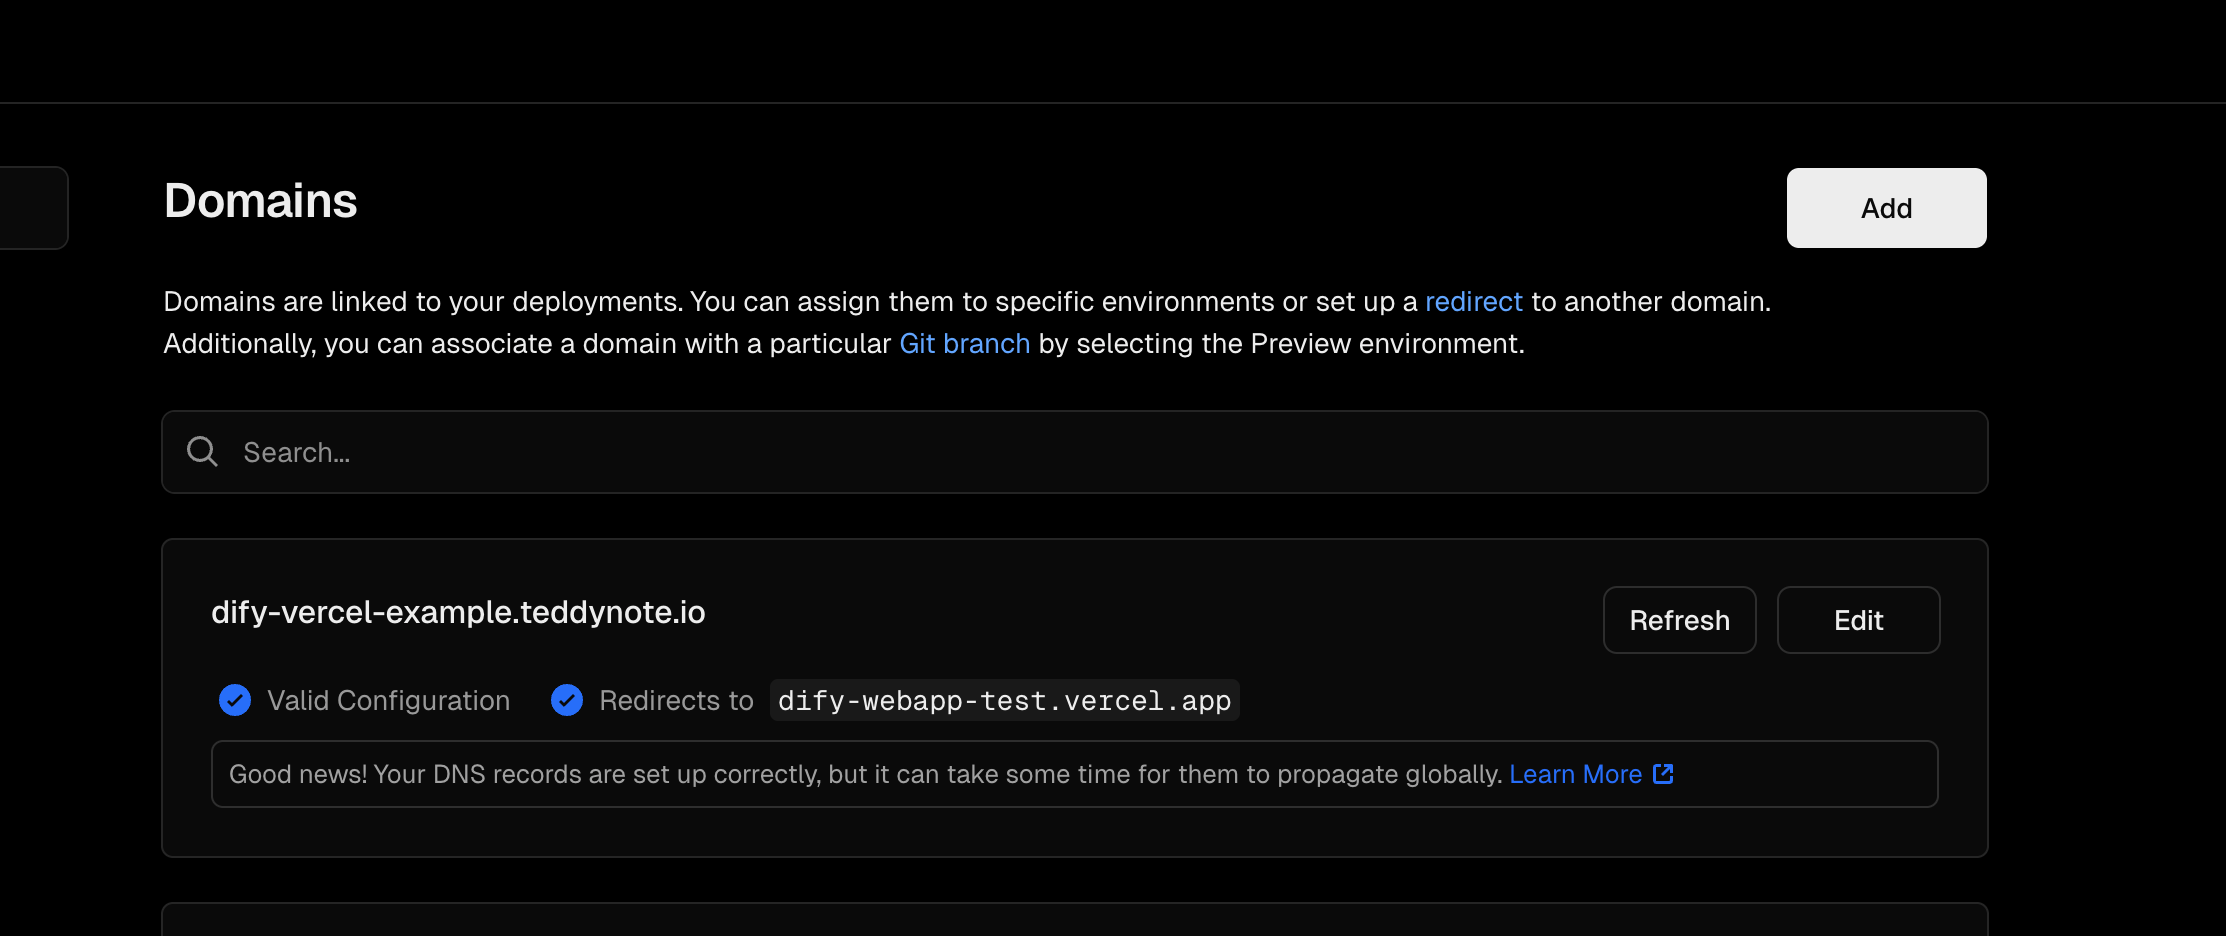 Domains
Add
Domains are linked to your deployments. You can assign them to specific environments or set up a redirect to another domain.
Additionally, you can associate a domain with a particular Git branch by selecting the Preview environment.
Search...
dify-vercel-example.teddynote.io
Refresh
Edit
Valid Configuration
Redirects to dify-webapp-test.vercel.app
Good news! Your DNS records are set up correctly, but it can take some time for them to propagate globally. Learn More